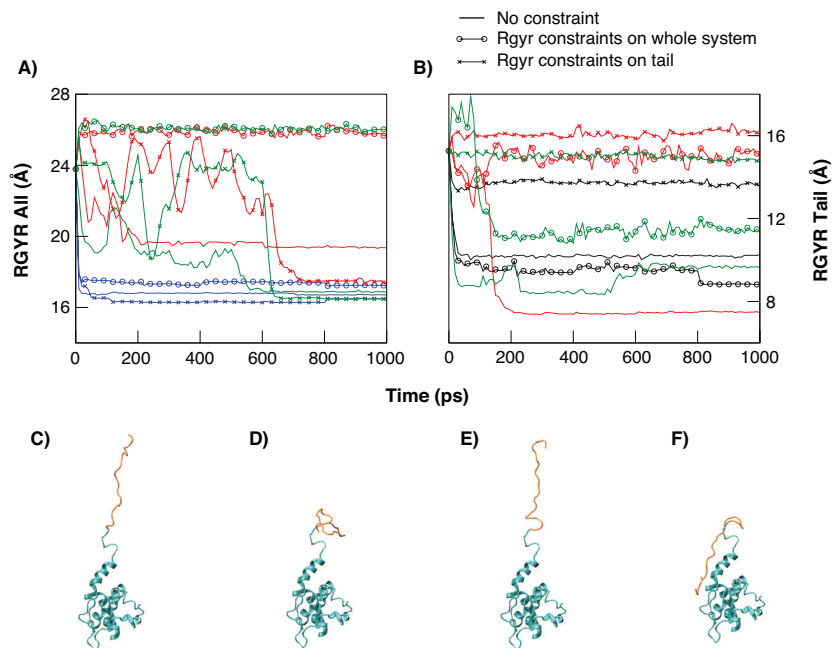 No constraint
Rgyr constraints on whole system
Rgyr constraints on tail
A)
B)
28
24
20
16
RGYR All (Å)
0 200 400 600 800 1000
16
12
8
RGYR Tail (Å)
0 200 400 600 800 1000
Time (ps)
C)
D)
E)
F)